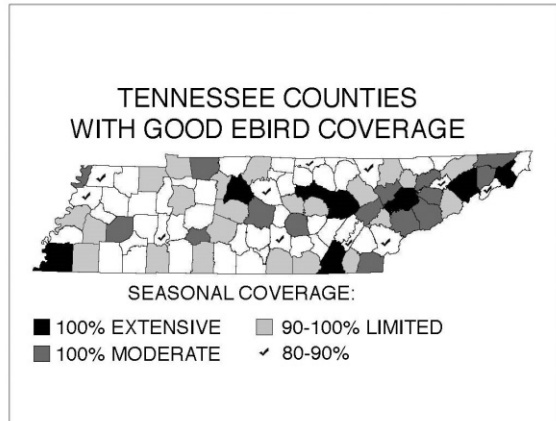 TENNESSEE COUNTIES
WITH GOOD EBIRD COVERAGE
SEASONAL COVERAGE:
100% EXTENSIVE
90-100% LIMITED
100% MODERATE
80-90%